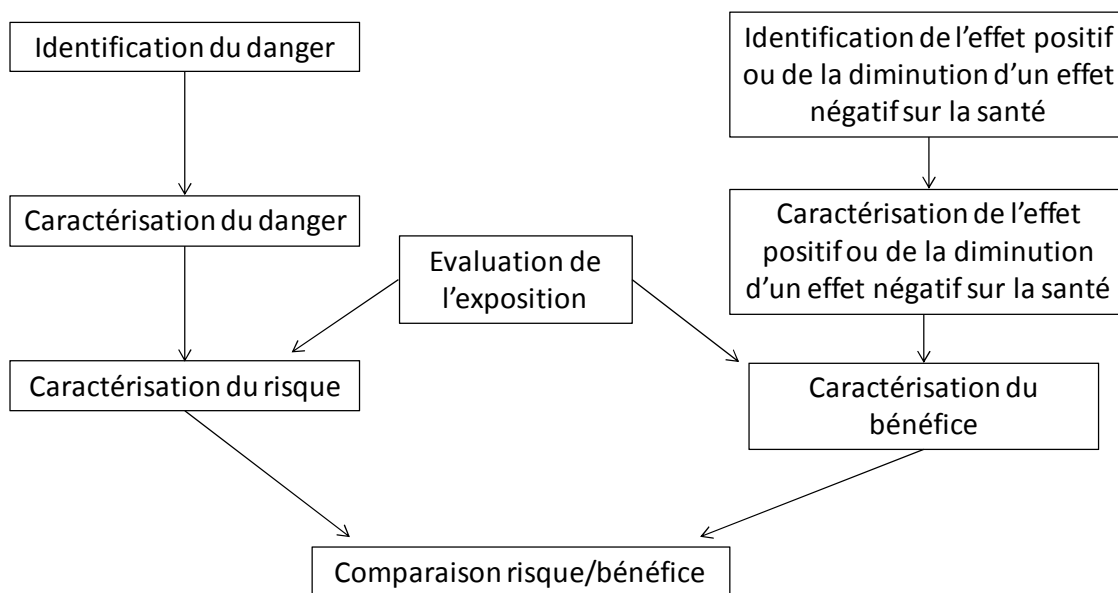 Identification du danger
Identification de l’effet positif
ou de la diminution d’un effet
négatif sur la santé
Caractérisation du danger
Caractérisation de l’effet
positif ou de la diminution
d’un effet négatif sur la santé
Evaluation de
l’exposition
Caractérisation du risque
Caractérisation du
bénéfice
Comparaison risque/bénéfice